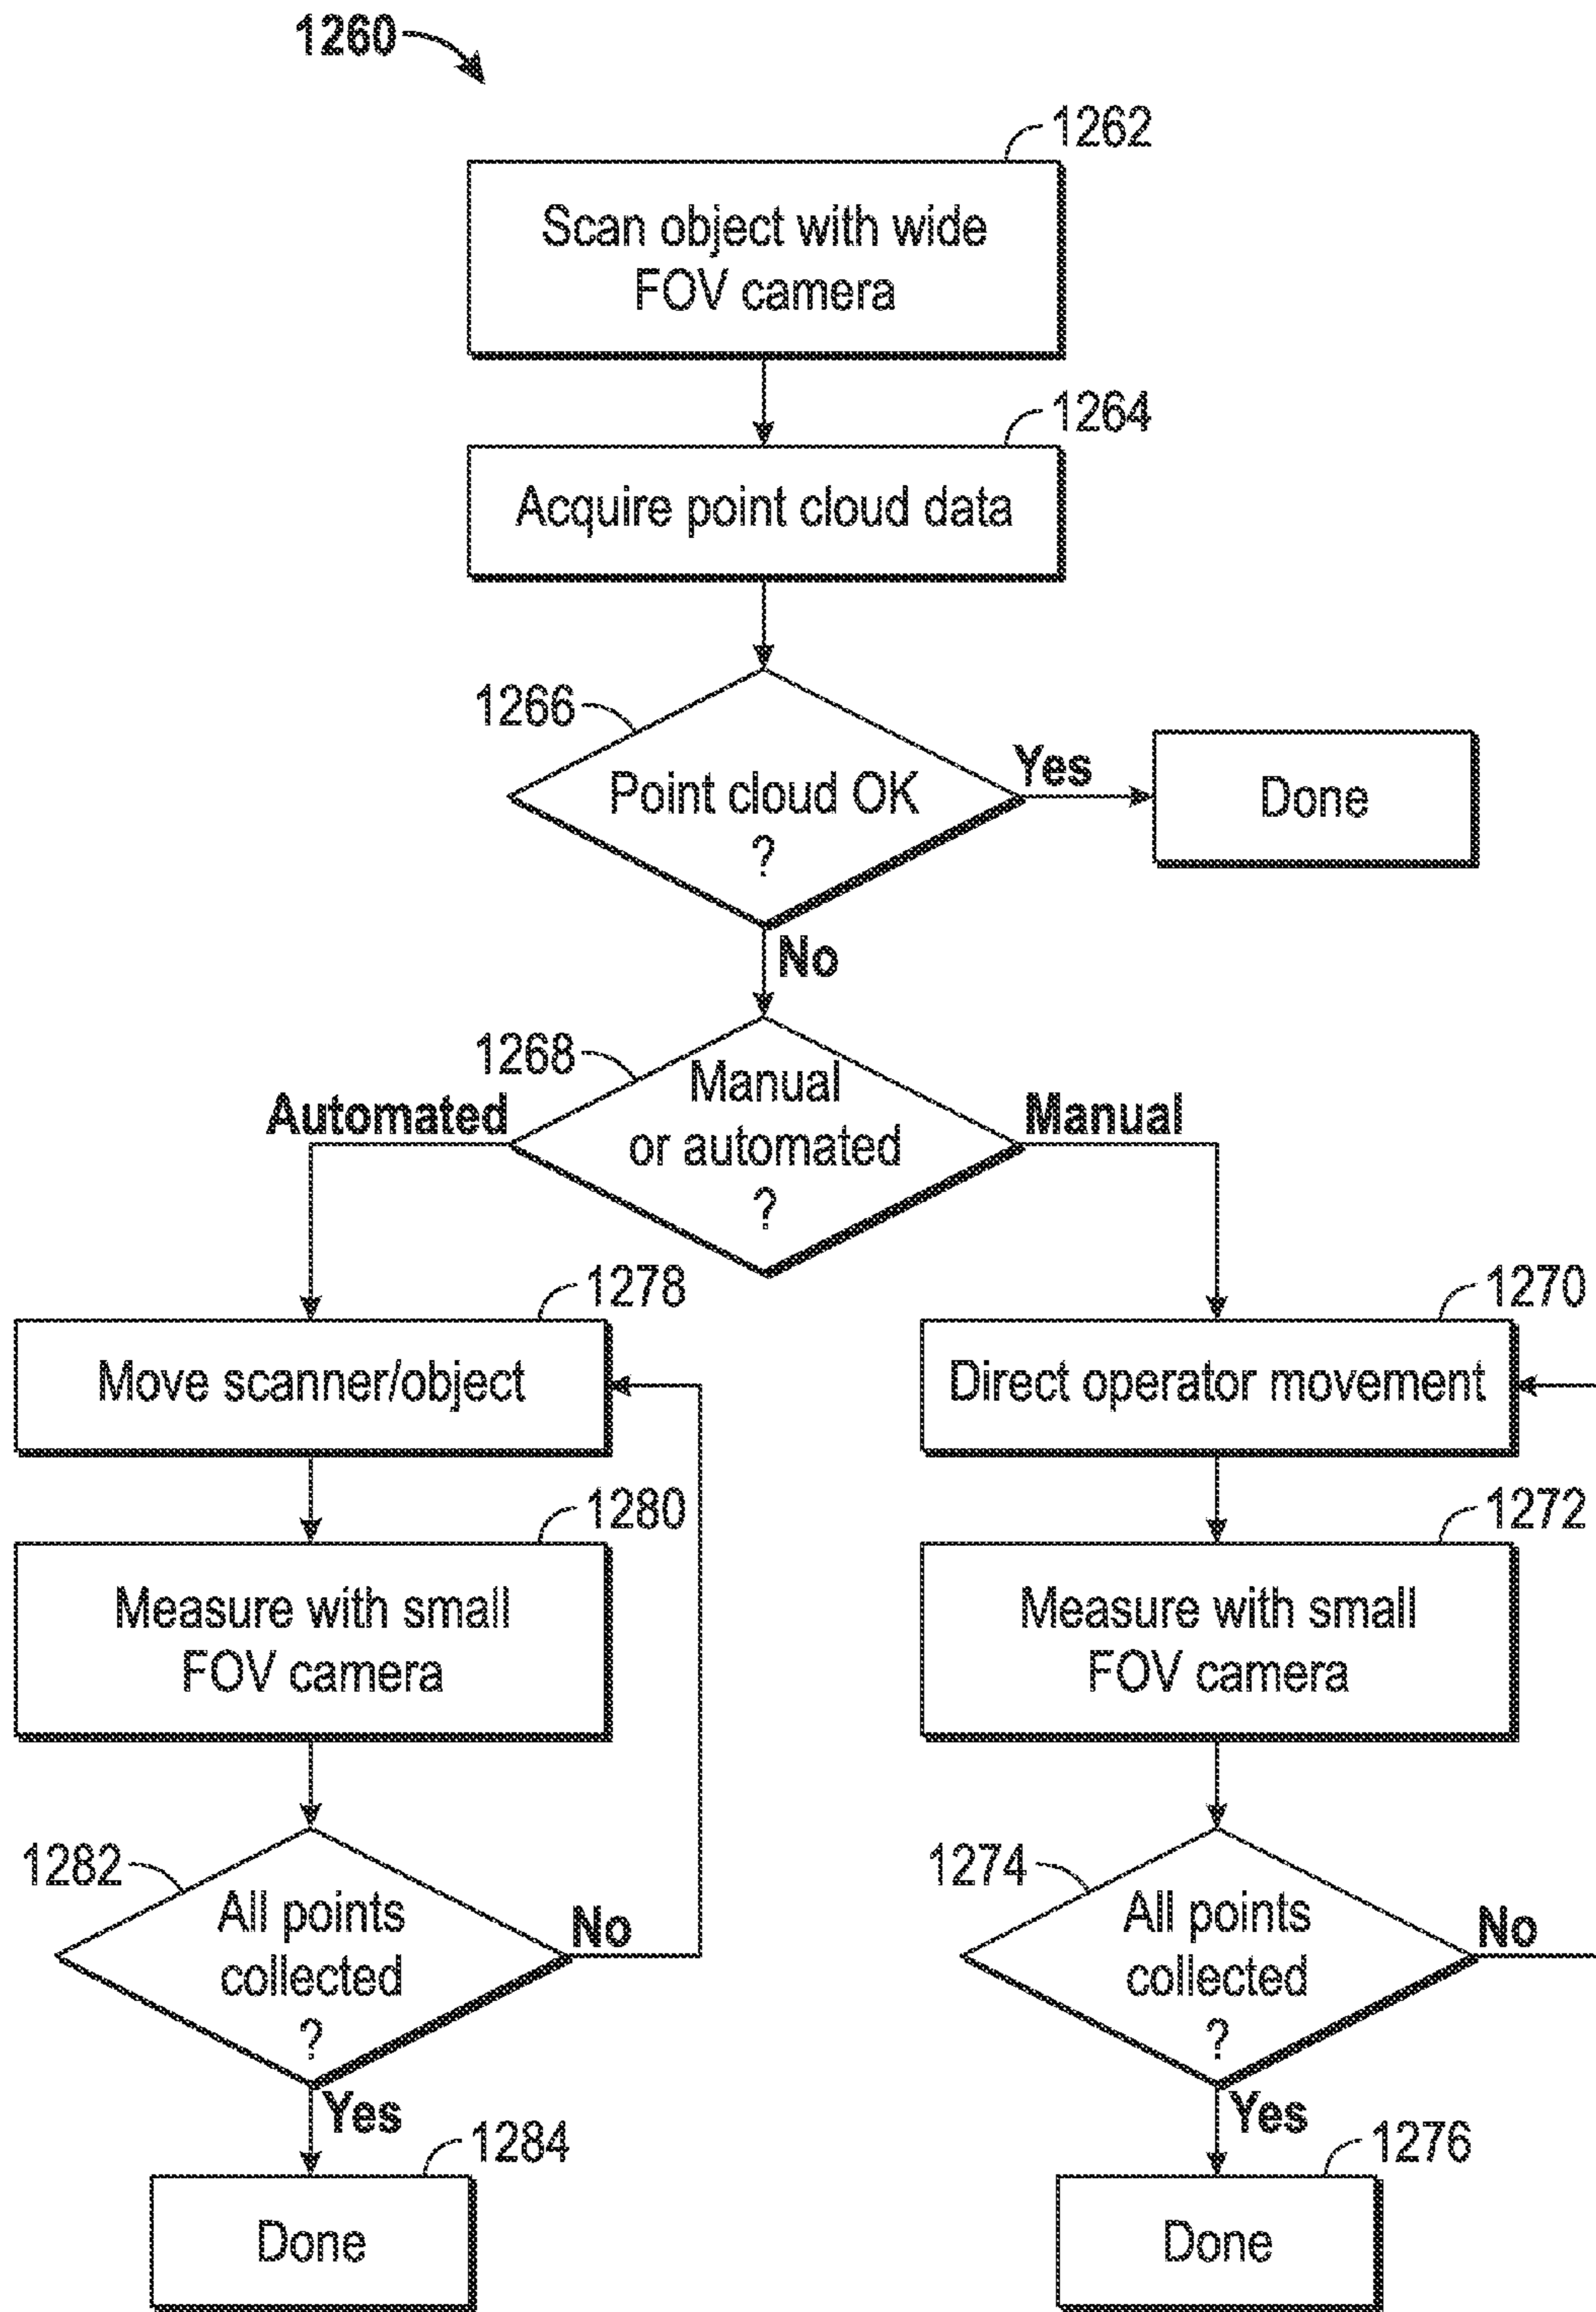 1260
1262
Scan object with wide
FOV camera
1264
Acquire point cloud data
1266
Point cloud OK
?
Yes
Done
No
1268
Manual
or automated
?
Automated
Manual
1278
Move scanner/object
1270
Direct operator movement
1280
Measure with small
FOV camera
1272
Measure with small
FOV camera
1282
All points
collected
?
No
1274
All points
collected
?
No
Yes
1284
Done
Yes
1276
Done